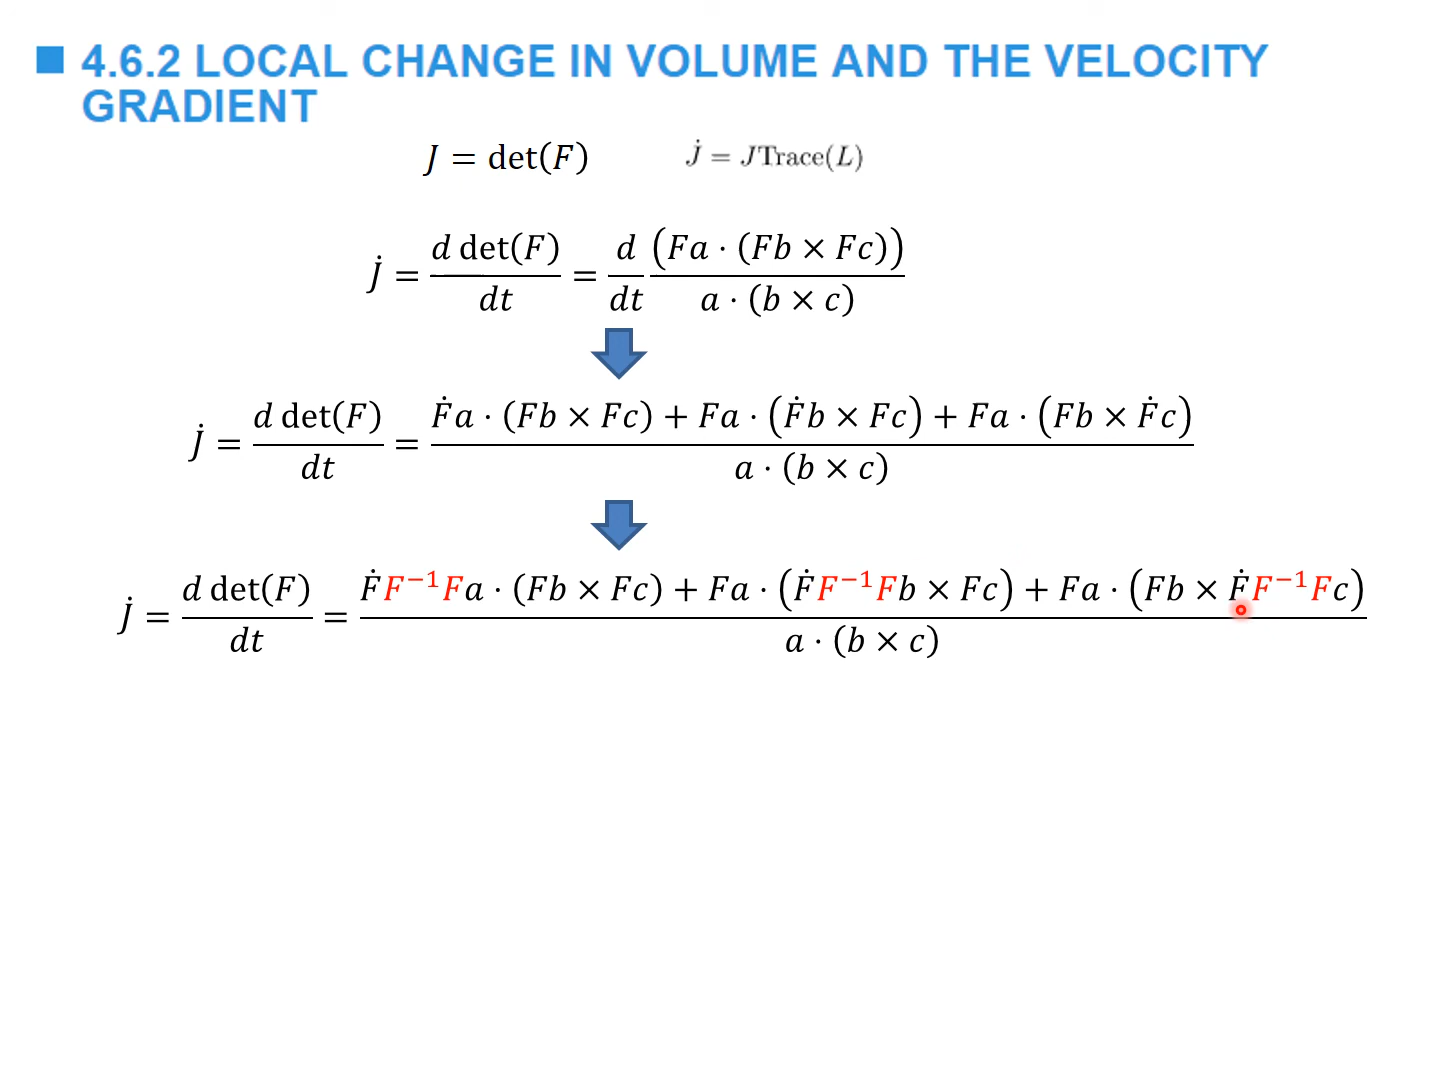 4.6.2 LOCAL CHANGE IN VOLUME AND THE VELOCITY
GRADIENT
J = det(F)    J̇ = JTrace(L)
J̇ = d det(F)/dt = d/dt (Fa · (Fb × Fc))/a · (b × c)
J̇ = d det(F)/dt = Ḟa · (Fb × Fc) + Fa · (Ḟb × Fc) + Fa · (Fb × Ḟc)/a · (b × c)
J̇ = d det(F)/dt = ḞF⁻¹Fa · (Fb × Fc) + Fa · (ḞF⁻¹Fb × Fc) + Fa · (Fb × ḞF⁻¹Fc)/a · (b × c)